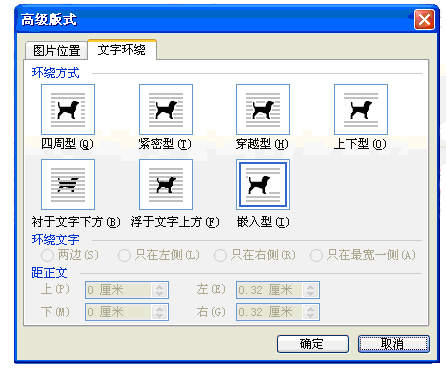 高级版式
图片位置 文字环绕
环绕方式
四周型(Q) 紧密型(T) 穿越型(H) 上下型(O)
衬于文字下方(B) 浮于文字上方(F) 嵌入型(I)
环绕文字
两边(S) 只在左侧(L) 只在右侧(R) 只在最宽一侧(A)
距正文
上(P) 0 厘米 左(E) 0.32 厘米
下(M) 0 厘米 右(G) 0.32 厘米
确定 取消